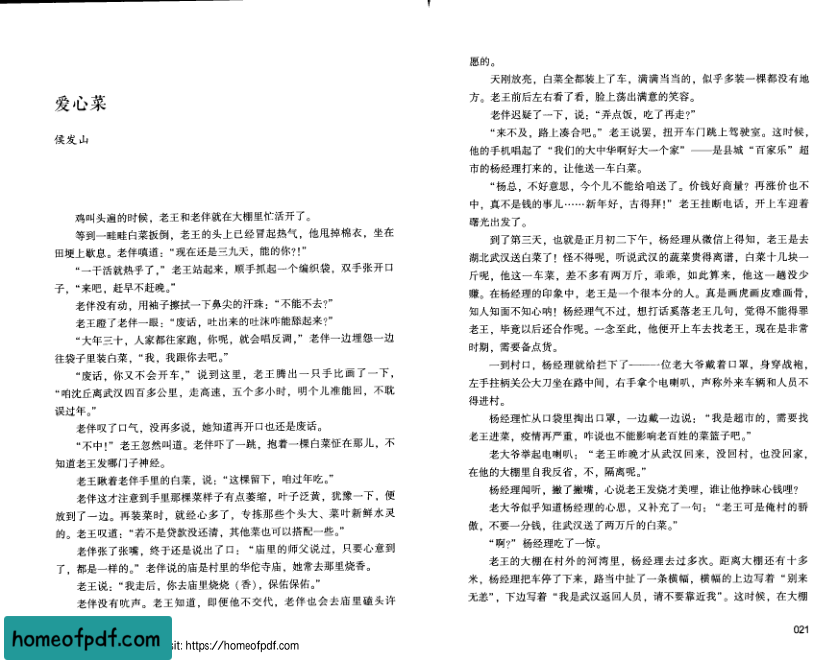 爱心菜
侯发山
鸡叫头遍的时候，老王和老伴就在大棚里忙活开了。
等到一畦畦白菜扳倒，老王的头上已经冒起热气，他甩掉棉衣，坐在
田埂上歇息。老伴嗔道：“现在还是三九天，能的你?!”
“一干活就热乎了，”老王站起来，顺手抓起一个编织袋，双手张开口
子，“来吧，赶早不赶晚。”
老伴没有动，用袖子擦拭一下鼻尖的汗珠：“不能不去?”
老王瞪了老伴一眼：“废话，吐出来的吐沫咋能舔起来?”
“大年三十，人家都往家跑，你呢，就会唱反调，”老伴一边埋怨一边
往袋子里装白菜，“我，我跟你去吧。”
“废话，你又不会开车，”说到这里，老王腾出一只手比画了一下，
“咱沈丘离武汉四百多公里，走高速，五个多小时，明个儿准能回，不耽
误过年。”
老伴叹了口气，没再多说，她知道再开口也还是废话。
“不中!”老王忽然叫道。老伴吓了一跳，抱着一棵白菜怔在那儿，不
知道老王发哪门子神经。
老王瞅着老伴手里的白菜，说：“这棵留下，咱过年吃。”
老伴这才注意到手里那棵菜样子有点萎缩，叶子泛黄，犹豫一下，便
放到了一边。再装菜时，就经心多了，专拣那些个头大、菜叶新鲜水灵
的。老王叹道：“若不是贷款没还清，其他菜也可以搭配一些。”
老伴张了张嘴，终于还是说出了口：“庙里的师父说过，只要心意到
了，都是一样的。”老伴说的庙是村里的华佗寺庙，她常去那里烧香。
老王说：“我走后，你去庙里烧烧（香），保佑保佑。”
老伴没有吭声。老王知道，即便他不交代，老伴也会去庙里磕头许
愿的。
天刚放亮，白菜全都装上了车，满满当当的，似乎多装一棵都没有地
方。老王前后左右看了看，脸上荡出满意的笑容。
老伴迟疑了一下，说：“弄点饭，吃了再走?”
“来不及，路上凑合吧。”老王说罢，扭开车门跳上驾驶室。这时候，
他的手机唱起了“我们的大中华啊好大一个家”——是县城“百家乐”超
市的杨经理打来的，让他送一车白菜。
“杨总，不好意思，今个儿不能给咱送了。价钱好商量？再涨价也不
中，真不是钱的事儿……新年好，古得拜!”老王挂断电话，开上车迎着
曙光出发了。
到了第三天，也就是正月初二下午，杨经理从微信上得知，老王是去
湖北武汉送白菜了！怪不得呢，听说武汉的蔬菜贵得离谱，白菜十几块一
斤呢，他这一车菜，差不多有两万斤，乖乖，如此算来，他这一趟没少
赚。在杨经理的印象中，老王是一个很本分的人。真是画虎画皮难画骨，
知人知面不知心呐！杨经理气不过，想打话奚落老王几句，觉得不能得罪
老王，毕竟以后还合作呢。一念至此，他便开上车去找老王，现在是非常
时期，需要备点货。
一到村口，杨经理就给拦下了——一位老大爷戴着口罩，身穿战袍，
左手拄柄关公大刀坐在路中间，右手拿个电喇叭，声称外来车辆和人员不
得进村。
杨经理忙从口袋里掏出口罩，一边戴一边说：“我是超市的，需要找
老王进菜，疫情再严重，咋说也不能影响老百姓的菜篮子吧。”
老大爷举起电喇叭：“老王昨晚才从武汉回来，没回村，也没回家，
在他的大棚里自我反省，不，隔离呢。”
杨经理闻听，撇了撇嘴，心说老王发烧才美哩，谁让他挣昧心钱哩?
老大爷似乎知道杨经理的心思，又补充了一句：“老王可是俺村的骄
傲，不要一分钱，往武汉送了两万斤的白菜。”
“啊?”杨经理吃了一惊。
老王的大棚在村外的河湾里，杨经理去过多次。距离大棚还有十多
米，杨经理把车停了下来，路当中扯了一条横幅，横幅的上边写着“别来
无恙”，下边写着“我是武汉返回人员，请不要靠近我”。这时候，在大棚
021
homeofpdf.com
sit: https://homeofpdf.com